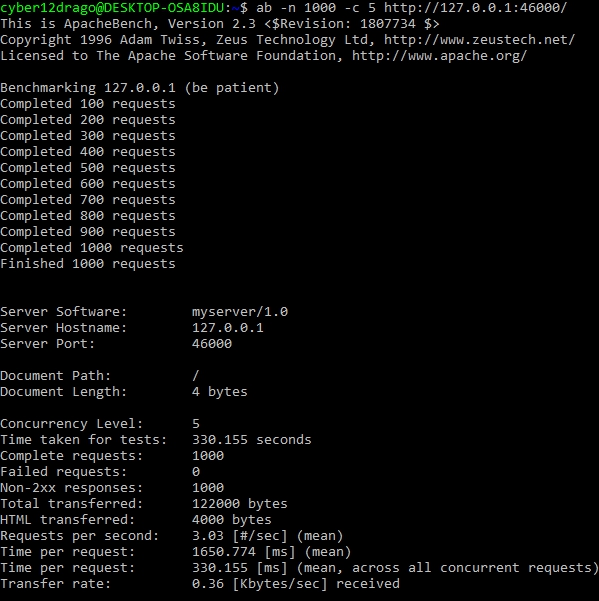 cyber12drago@DESKTOP-OSA8IDU:~$ ab -n 1000 -c 5 http://127.0.0.1:46000/
This is ApacheBench, Version 2.3 <$Revision: 1807734 $>
Copyright 1996 Adam Twiss, Zeus Technology Ltd, http://www.zeustech.net/
Licensed to The Apache Software Foundation, http://www.apache.org/
Benchmarking 127.0.0.1 (be patient)
Completed 100 requests
Completed 200 requests
Completed 300 requests
Completed 400 requests
Completed 500 requests
Completed 600 requests
Completed 700 requests
Completed 800 requests
Completed 900 requests
Completed 1000 requests
Finished 1000 requests
Server Software: myserver/1.0
Server Hostname: 127.0.0.1
Server Port: 46000
Document Path: /
Document Length: 4 bytes
Concurrency Level: 5
Time taken for tests: 330.155 seconds
Complete requests: 1000
Failed requests: 0
Non-2xx responses: 1000
Total transferred: 122000 bytes
HTML transferred: 4000 bytes
Requests per second: 3.03 [#/sec] (mean)
Time per request: 1650.774 [ms] (mean)
Time per request: 330.155 [ms] (mean, across all concurrent requests)
Transfer rate: 0.36 [Kbytes/sec] received